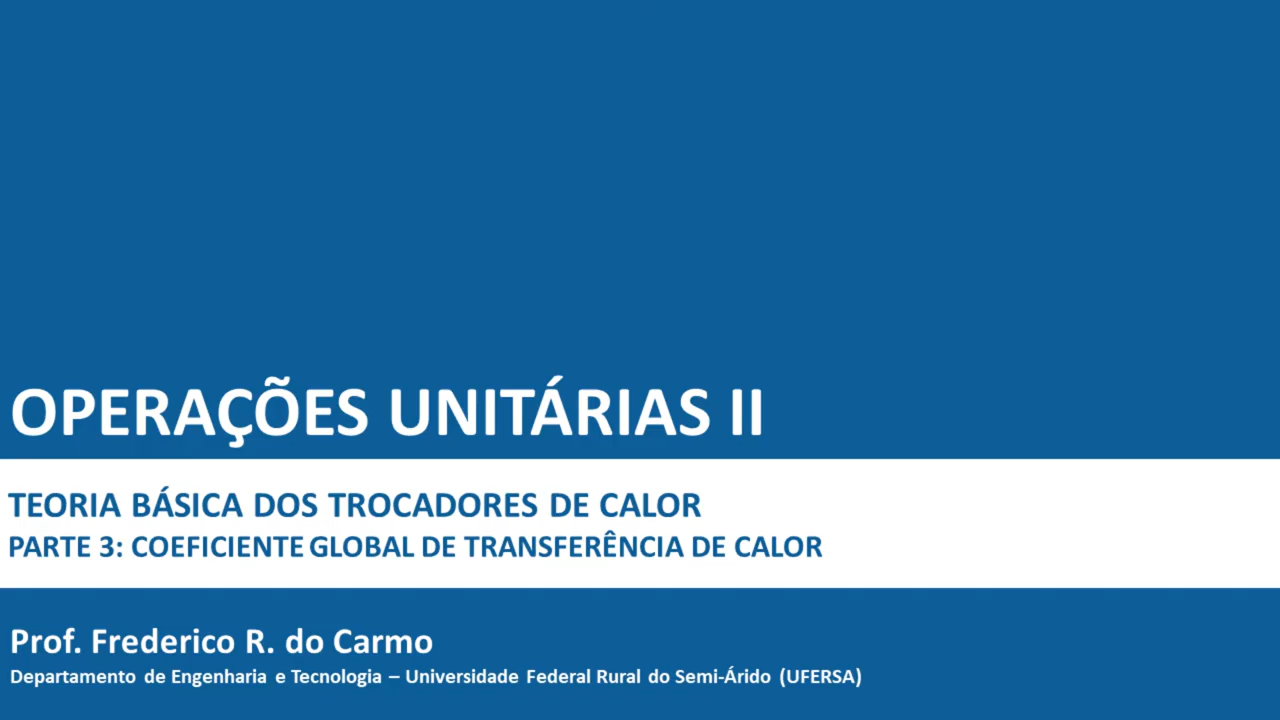 OPERAÇÕES UNITÁRIAS II
TEORIA BÁSICA DOS TROCADORES DE CALOR
PARTE 3: COEFICIENTE GLOBAL DE TRANSFERÊNCIA DE CALOR
Prof. Frederico R. do Carmo
Departamento de Engenharia e Tecnologia – Universidade Federal Rural do Semi-Árido (UFERSA)